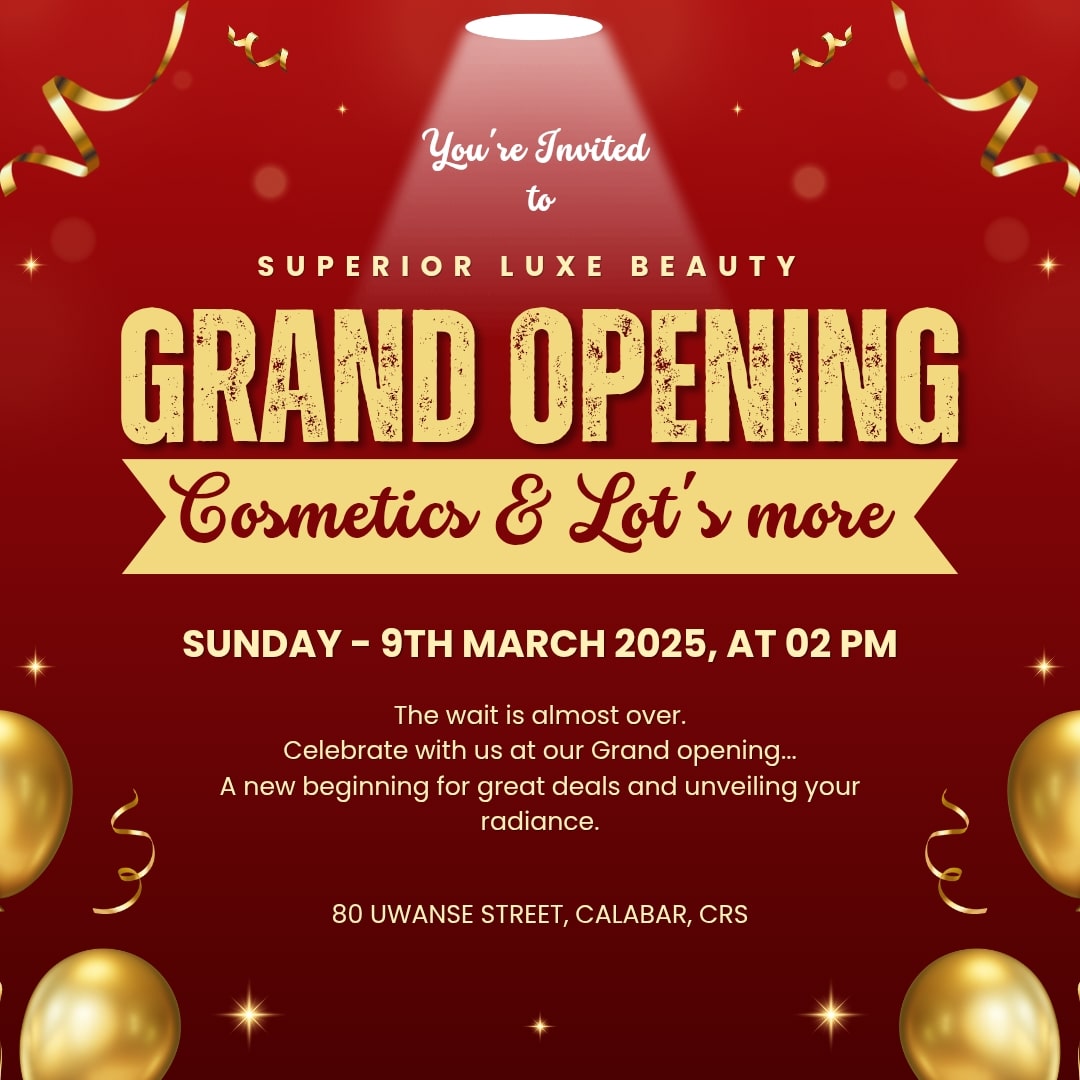 You're Invited
to
SUPERIOR LUXE BEAUTY
GRAND OPENING
Cosmetics & Lot's more
SUNDAY - 9TH MARCH 2025, AT 02 PM
The wait is almost over.
Celebrate with us at our Grand opening...
A new beginning for great deals and unveiling your
radiance.
80 UWANSE STREET, CALABAR, CRS